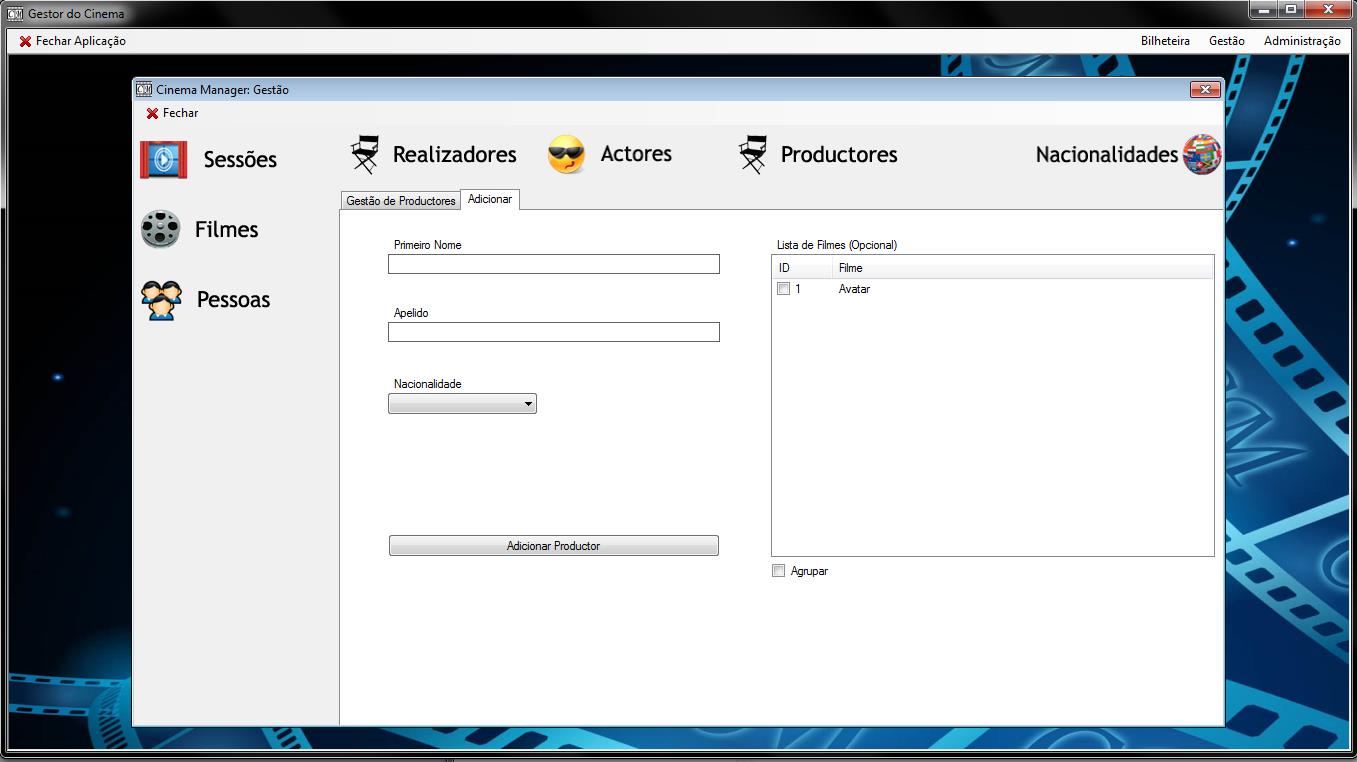 Gestor do Cinema
Fechar Aplicação
Bilheteira Gestão Administração
Cinema Manager: Gestão
Fechar
Sessões
Filmes
Pessoas
Realizadores Actores Productores Nacionalidades
Gestão de Productores Adicionar
Primeiro Nome
Apelido
Nacionalidade
Adicionar Productor
Lista de Filmes (Opcional)
ID Filme
1 Avatar
Agrupar